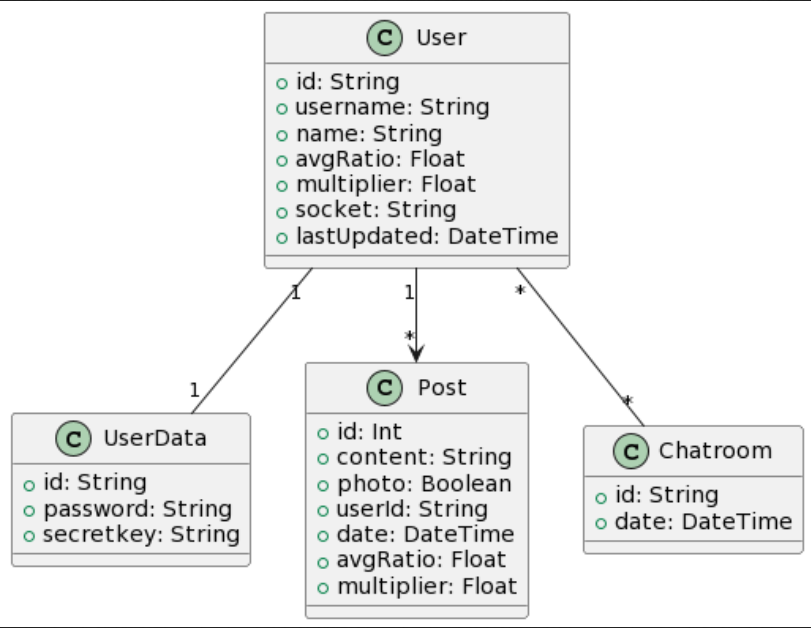 C User
id: String
username: String
name: String
avgRatio: Float
multiplier: Float
socket: String
lastUpdated: DateTime
1
1
*
1
*
*
C UserData
id: String
password: String
secretkey: String
C Post
id: Int
content: String
photo: Boolean
userId: String
date: DateTime
avgRatio: Float
multiplier: Float
C Chatroom
id: String
date: DateTime